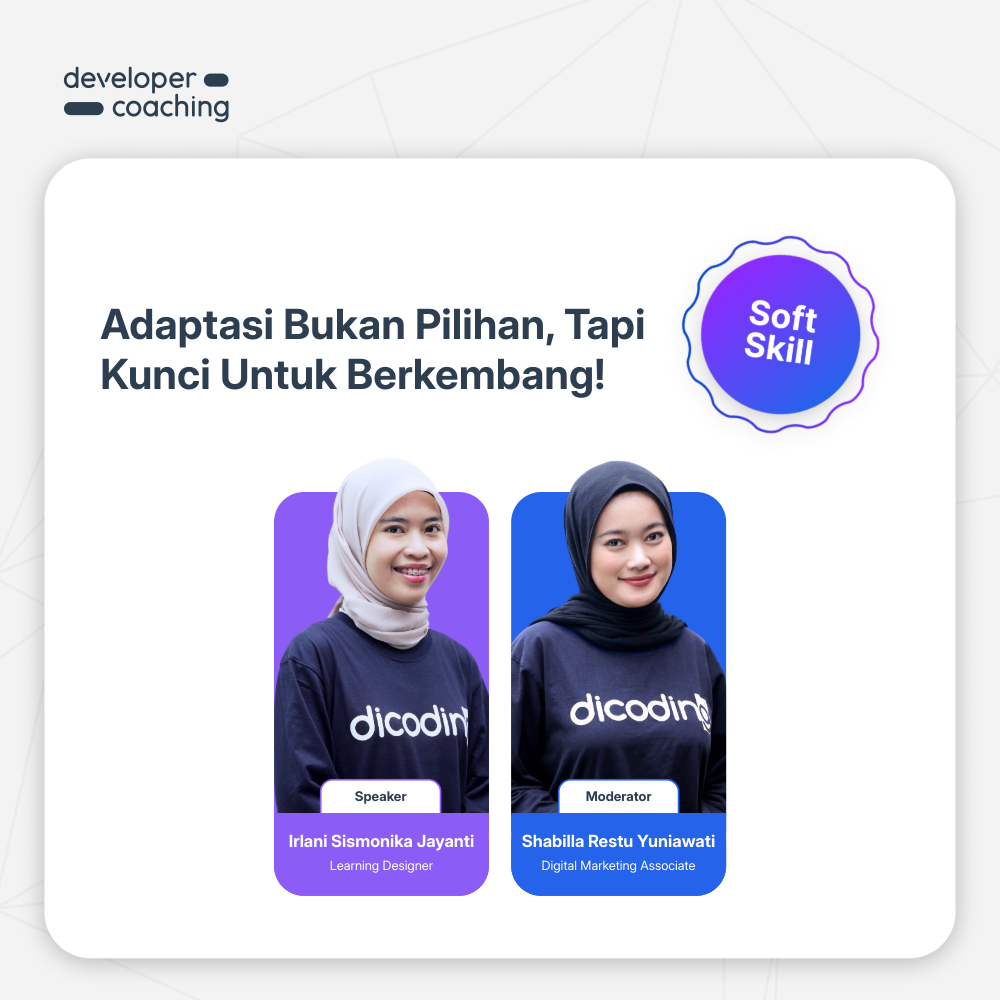 developer
coaching
Adaptasi Bukan Pilihan, Tapi
Kunci Untuk Berkembang!
Soft
Skill
dicoding
dicoding
Speaker
Moderator
Irlani Sismonika Jayanti
Learning Designer
Shabilla Restu Yuniawati
Digital Marketing Associate